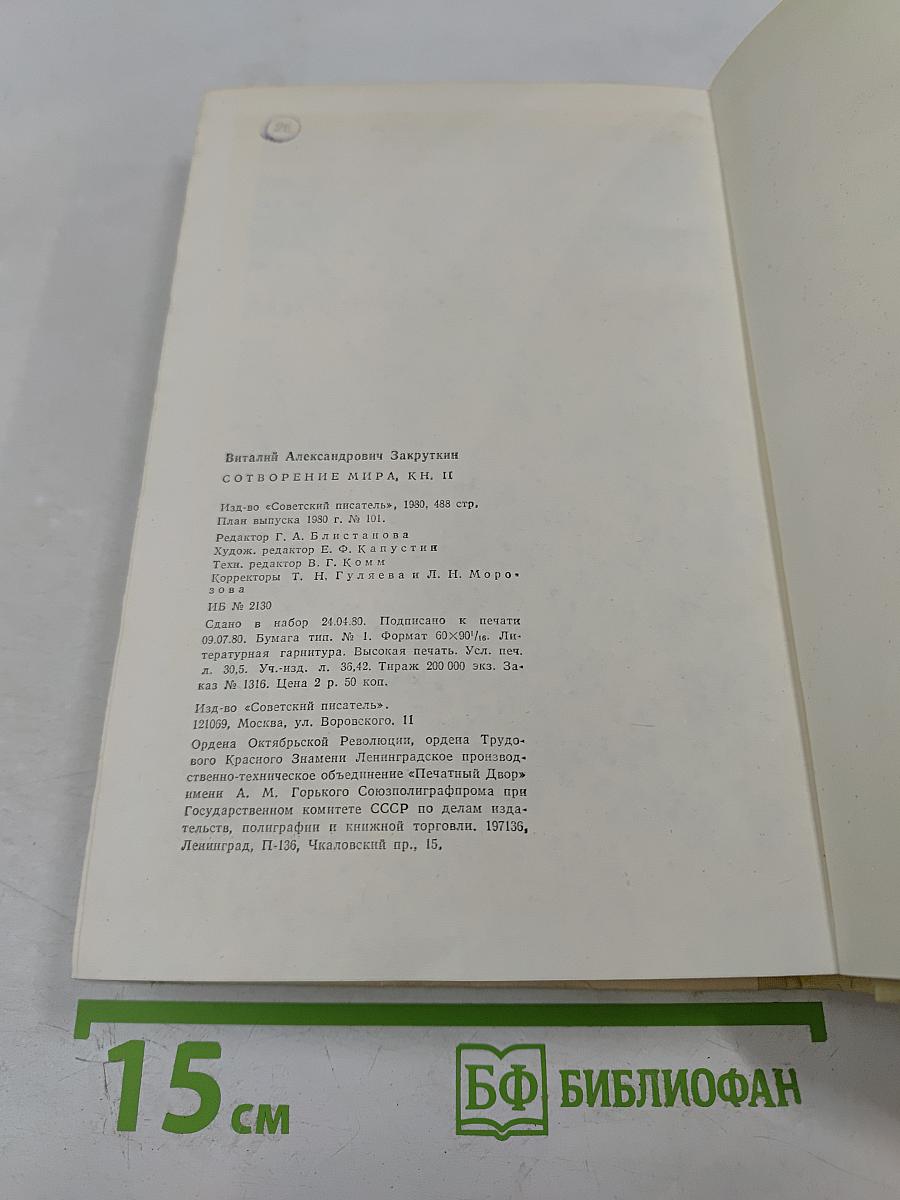 Виталий Александрович Закруткин
СОТВОРЕНИЕ МИРА, КН. II
Изд-во «Советский писатель», 1980, 488 стр.
План выпуска 1980 г. № 101.
Редактор Г. А. Блистанова
Худож. редактор Е. Ф. Капустин
Техн. редактор В. Г. Комм
Корректоры Т. Н. Гуляева и Л. Н. Моро-
зова
ИБ № 2130
Сдано в набор 24.04.80. Подписано к печати
09.07.80. Бумага тип. № 1. Формат 60×90¹/₁₆. Ли-
тературная гарнитура. Высокая печать. Усл. печ.
л. 30,5. Уч.-изд. л. 36,42. Тираж 200 000 экз. За-
каз № 1316. Цена 2 р. 50 коп.
Изд-во «Советский писатель».
121069, Москва, ул. Воровского, 11
Ордена Октябрьской Революции, ордена Трудо-
вого Красного Знамени Ленинградское производ-
ственно-техническое объединение «Печатный Двор»
имени А. М. Горького Союзполиграфпрома при
Государственном комитете СССР по делам изда-
тельств, полиграфии и книжной торговли. 197136,
Ленинград, П-136, Чкаловский пр., 15.
15 см
БФ БИБЛИОФАН